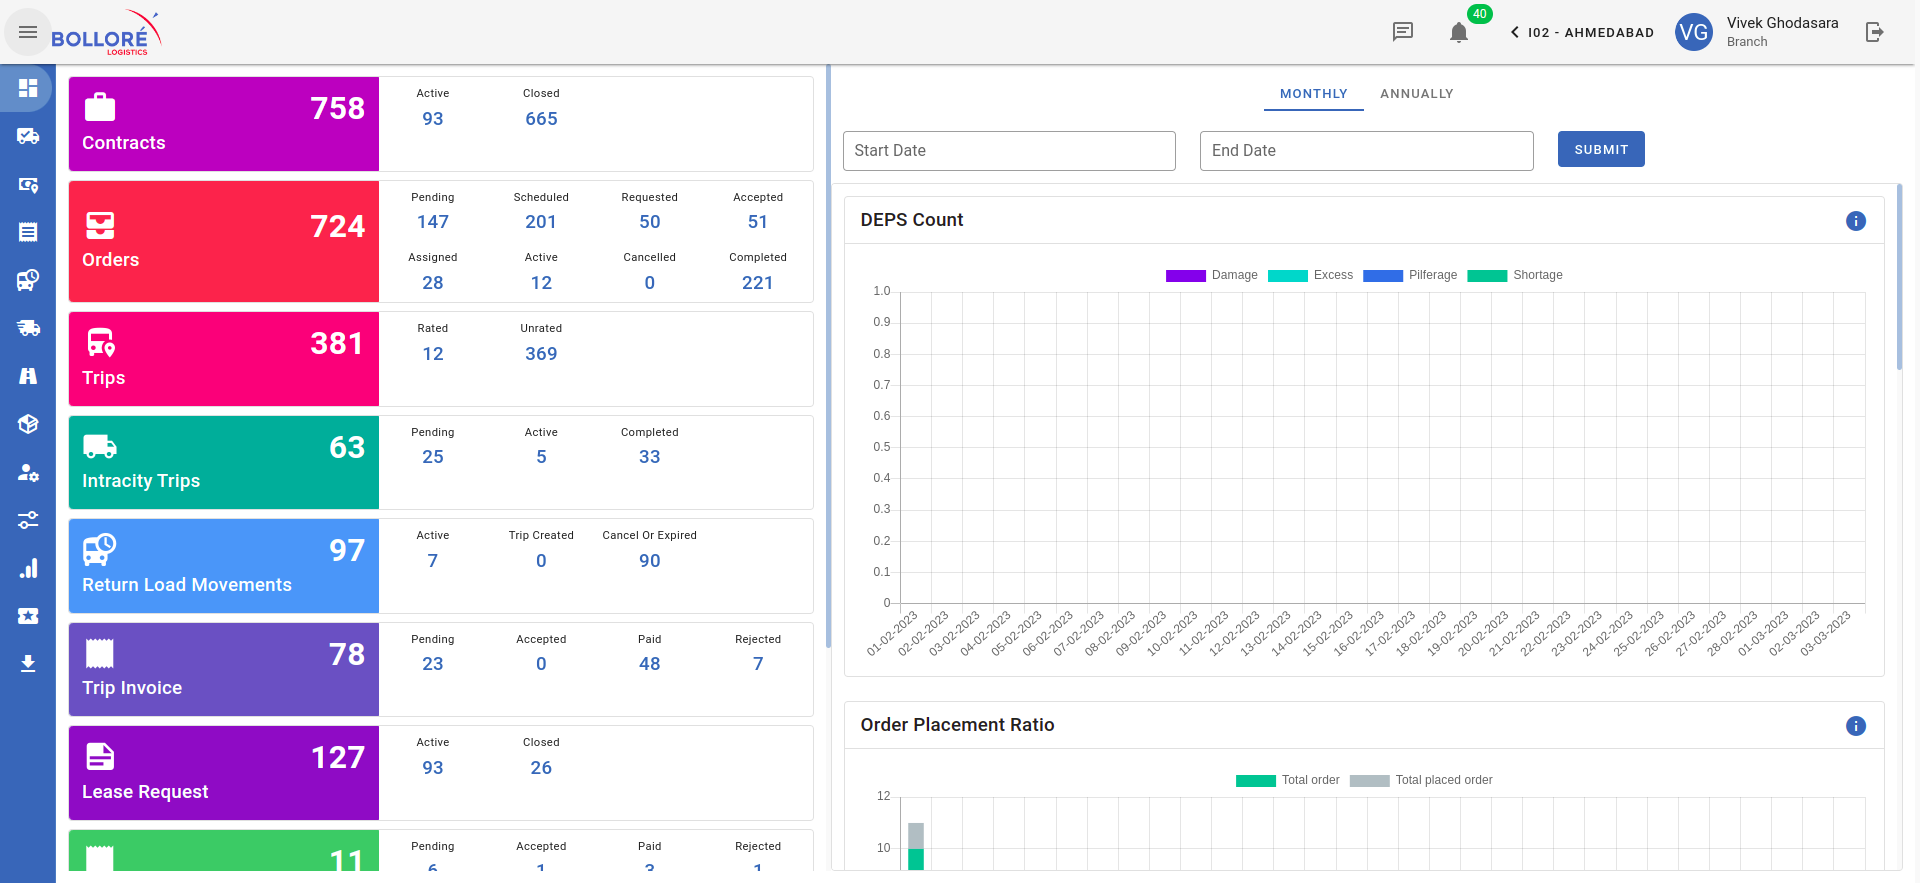 BOLLORÉ
LOGISTICS
40
I02 - AHMEDABAD
VG
Vivek Ghodasara
Branch
758
Contracts
Active Closed
93 665
724
Orders
Pending Scheduled Requested Accepted
147 201 50 51
Assigned Active Cancelled Completed
28 12 0 221
381
Trips
Rated Unrated
12 369
63
Intracity Trips
Pending Active Completed
25 5 33
97
Return Load Movements
Active Trip Created Cancel Or Expired
7 0 90
78
Trip Invoice
Pending Accepted Paid Rejected
23 0 48 7
127
Lease Request
Active Closed
93 26
11
Pending Accepted Paid Rejected
6 1 3 1
MONTHLY ANNUALLY
Start Date End Date SUBMIT
DEPS Count
i
Damage Excess Pilferage Shortage
1.0
0.9
0.8
0.7
0.6
0.5
0.4
0.3
0.2
0.1
0
01-02-2023 02-02-2023 03-02-2023 04-02-2023 05-02-2023 06-02-2023 07-02-2023 08-02-2023 09-02-2023 10-02-2023 11-02-2023 12-02-2023 13-02-2023 14-02-2023 15-02-2023 16-02-2023 17-02-2023 18-02-2023 19-02-2023 20-02-2023 21-02-2023 22-02-2023 23-02-2023 24-02-2023 25-02-2023 26-02-2023 27-02-2023 28-02-2023 01-03-2023 02-03-2023 03-03-2023
Order Placement Ratio
i
Total order Total placed order
12
10